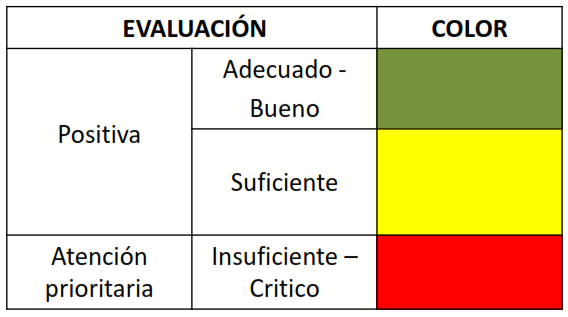 EVALUACIÓN COLOR
Positiva
Adecuado -
Bueno
Suficiente
Atención
prioritaria
Insuficiente –
Critico